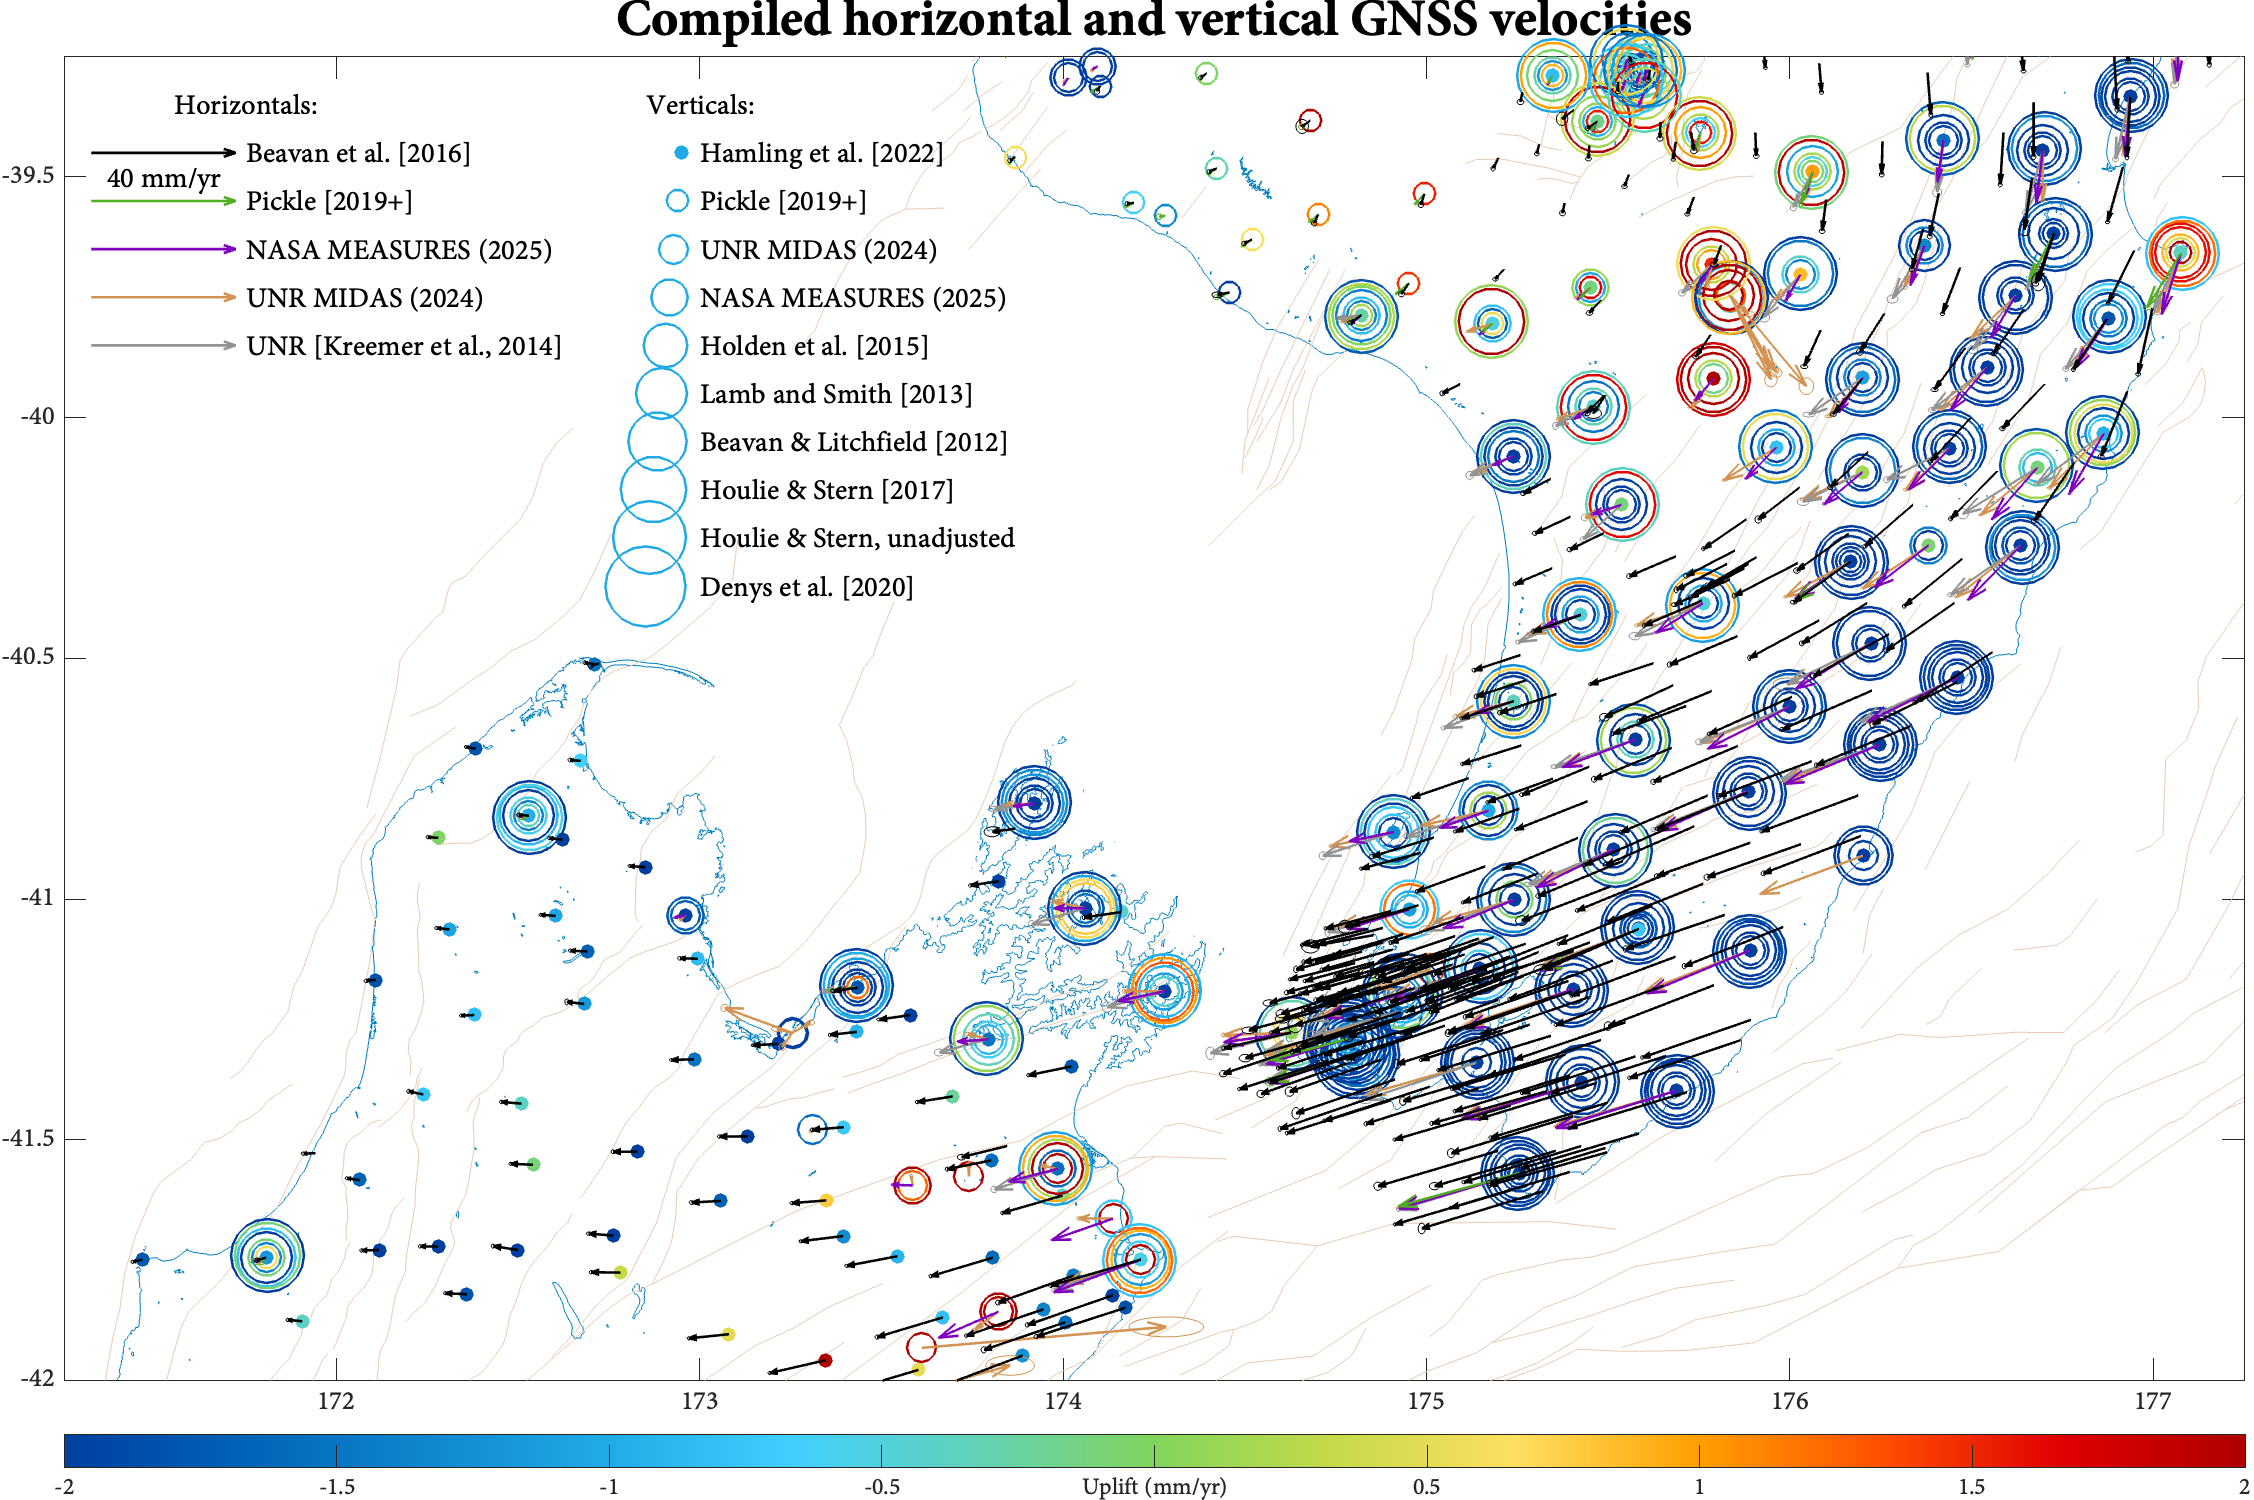 Compiled horizontal and vertical GNSS velocities
Horizontals:
Beavan et al. [2016]
40 mm/yr
Pickle [2019+]
NASA MEASURES (2025)
UNR MIDAS (2024)
UNR [Kreemer et al., 2014]
Verticals:
Hamling et al. [2022]
Pickle [2019+]
UNR MIDAS (2024)
NASA MEASURES (2025)
Holden et al. [2015]
Lamb and Smith [2013]
Beavan & Litchfield [2012]
Houlie & Stern [2017]
Houlie & Stern, unadjusted
Denys et al. [2020]
-39.5
-40
-40.5
-41
-41.5
-42
172 173 174 175 176 177
-2 -1.5 -1 -0.5 Uplift (mm/yr) 0.5 1 1.5 2